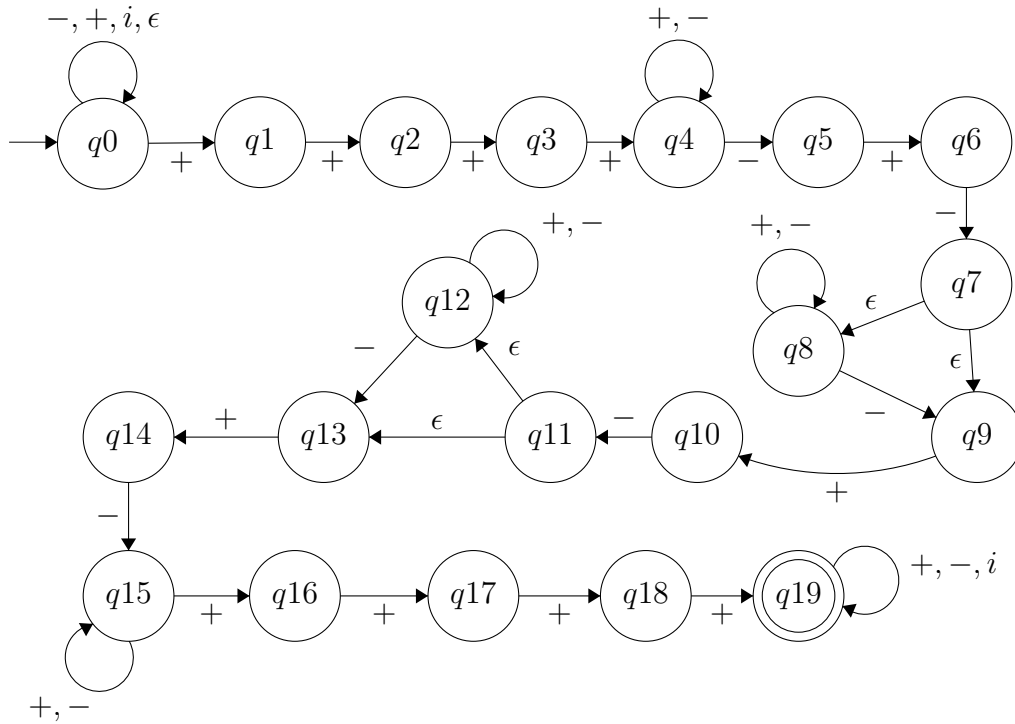 −, +, i, ϵ
+, −
q0
+
q1
+
q2
+
q3
+
q4
−
q5
+
q6
−
+, −
+, −
q7
q12
ϵ
q8
ϵ
−
ϵ
−
q14
+
q13
ϵ
q11
−
q10
+
q9
−
q15
+
q16
+
q17
+
q18
+
q19
+, −, i
+, −